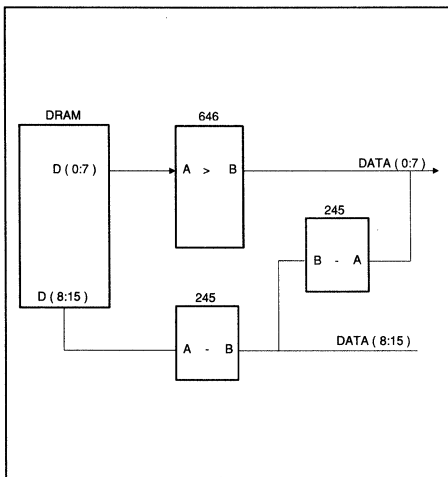 DRAM
646
D ( 0:7 )
A > B
DATA ( 0:7 )
245
B - A
D ( 8:15 )
245
A - B
DATA ( 8:15 )